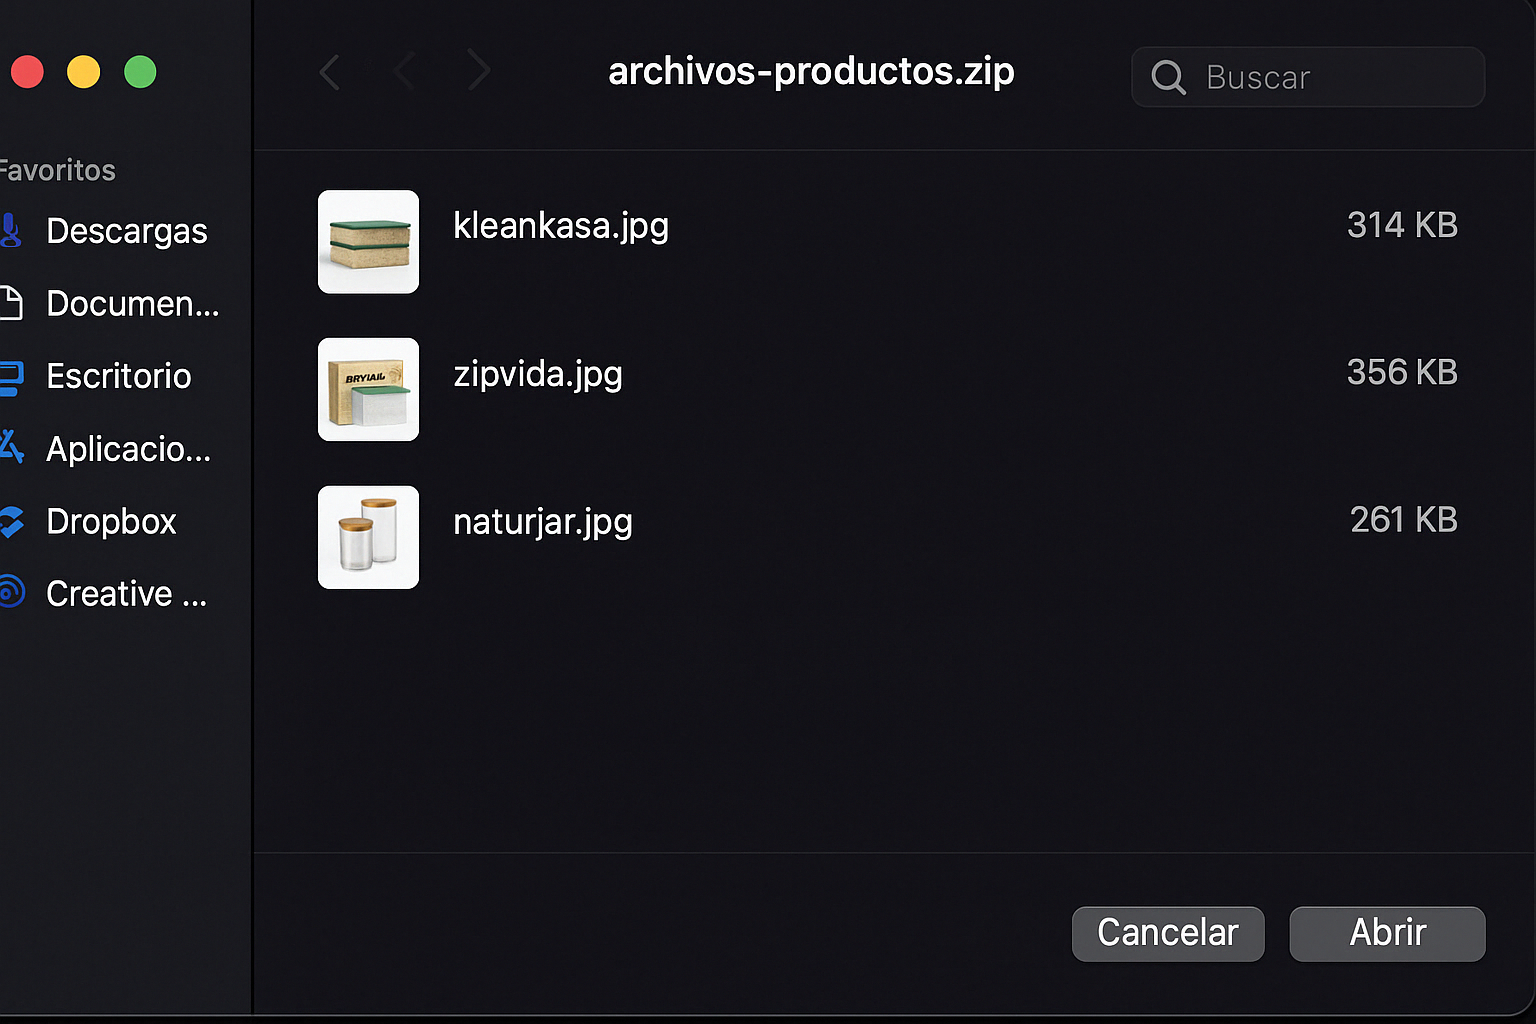 archivos-productos.zip
Buscar
Favoritos
Descargas
Documen...
Escritorio
Aplicacio...
Dropbox
Creative ...
kleankasa.jpg
314 KB
zipvida.jpg
356 KB
naturjar.jpg
261 KB
Cancelar
Abrir